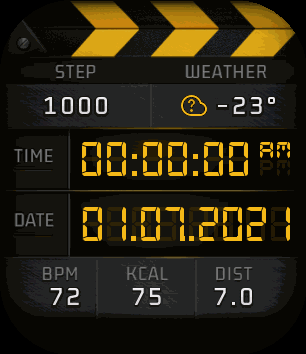 STEP WEATHER
1000 -23°
TIME 00:00:00 AM
PM
DATE 01.07.2021
BPM KCAL DIST
72 75 7.0